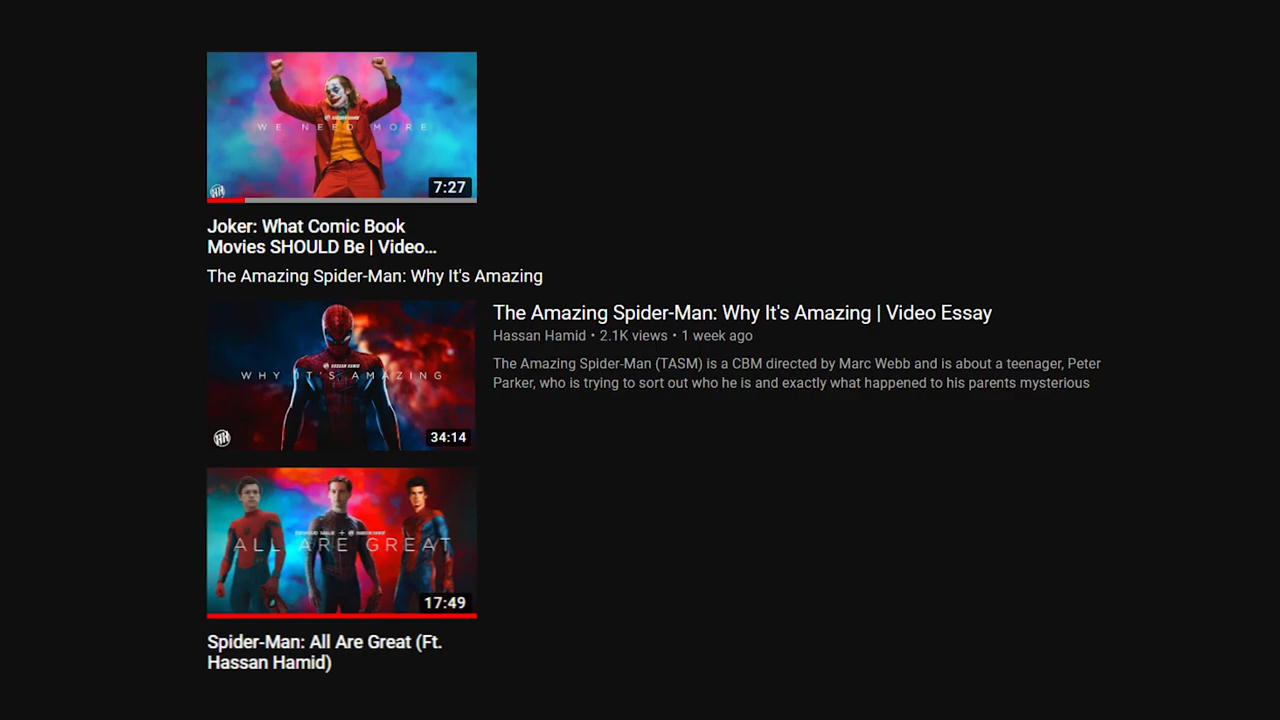 WE NEED MORE
7:27
Joker: What Comic Book
Movies SHOULD Be | Video...
The Amazing Spider-Man: Why It's Amazing
WHY IT'S AMAZING
HH
34:14
The Amazing Spider-Man: Why It's Amazing | Video Essay
Hassan Hamid • 2.1K views • 1 week ago
The Amazing Spider-Man (TASM) is a CBM directed by Marc Webb and is about a teenager, Peter
Parker, who is trying to sort out who he is and exactly what happened to his parents mysterious
ALL ARE GREAT
17:49
Spider-Man: All Are Great (Ft.
Hassan Hamid)